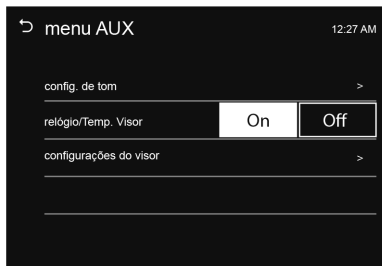 menu AUX
12:27 AM
config. de tom >
relógio/Temp. Visor On Off
configurações do visor >